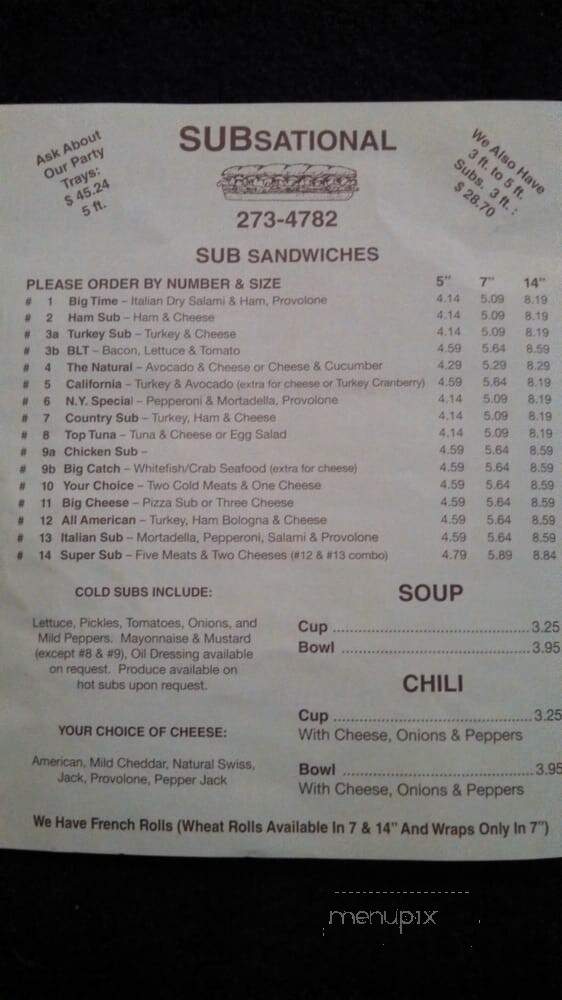 Ask About
Our Party
Trays:
$ 45.24
5 ft.
SUBSATIONAL
We Also Have
3 ft. to 5 ft.
Subs. 3 ft. :
$ 28.70
273-4782
SUB SANDWICHES
PLEASE ORDER BY NUMBER & SIZE 5" 7" 14"
# 1 Big Time – Italian Dry Salami & Ham, Provolone 4.14 5.09 8.19
# 2 Ham Sub – Ham & Cheese 4.14 5.09 8.19
# 3a Turkey Sub – Turkey & Cheese 4.14 5.09 8.19
# 3b BLT – Bacon, Lettuce & Tomato 4.59 5.64 8.59
# 4 The Natural – Avocado & Cheese or Cheese & Cucumber 4.29 5.29 8.29
# 5 California – Turkey & Avocado (extra for cheese or Turkey Cranberry) 4.59 5.64 8.19
# 6 N.Y. Special – Pepperoni & Mortadella, Provolone 4.14 5.09 8.19
# 7 Country Sub – Turkey, Ham & Cheese 4.14 5.09 8.19
# 8 Top Tuna – Tuna & Cheese or Egg Salad 4.14 5.09 8.19
# 9a Chicken Sub – 4.59 5.64 8.59
# 9b Big Catch – Whitefish/Crab Seafood (extra for cheese) 4.59 5.64 8.59
# 10 Your Choice – Two Cold Meats & One Cheese 4.59 5.64 8.59
# 11 Big Cheese – Pizza Sub or Three Cheese 4.59 5.64 8.59
# 12 All American – Turkey, Ham Bologna & Cheese 4.59 5.64 8.59
# 13 Italian Sub – Mortadella, Pepperoni, Salami & Provolone 4.59 5.64 8.59
# 14 Super Sub – Five Meats & Two Cheeses (#12 & #13 combo) 4.79 5.89 8.84
COLD SUBS INCLUDE:
Lettuce, Pickles, Tomatoes, Onions, and
Mild Peppers. Mayonnaise & Mustard
(except #8 & #9), Oil Dressing available
on request. Produce available on
hot subs upon request.
YOUR CHOICE OF CHEESE:
American, Mild Cheddar, Natural Swiss,
Jack, Provolone, Pepper Jack
SOUP
Cup ........................................ 3.25
Bowl ...................................... 3.95
CHILI
Cup ........................................ 3.25
With Cheese, Onions & Peppers
Bowl ...................................... 3.95
With Cheese, Onions & Peppers
We Have French Rolls (Wheat Rolls Available In 7 & 14" And Wraps Only In 7")
menupix